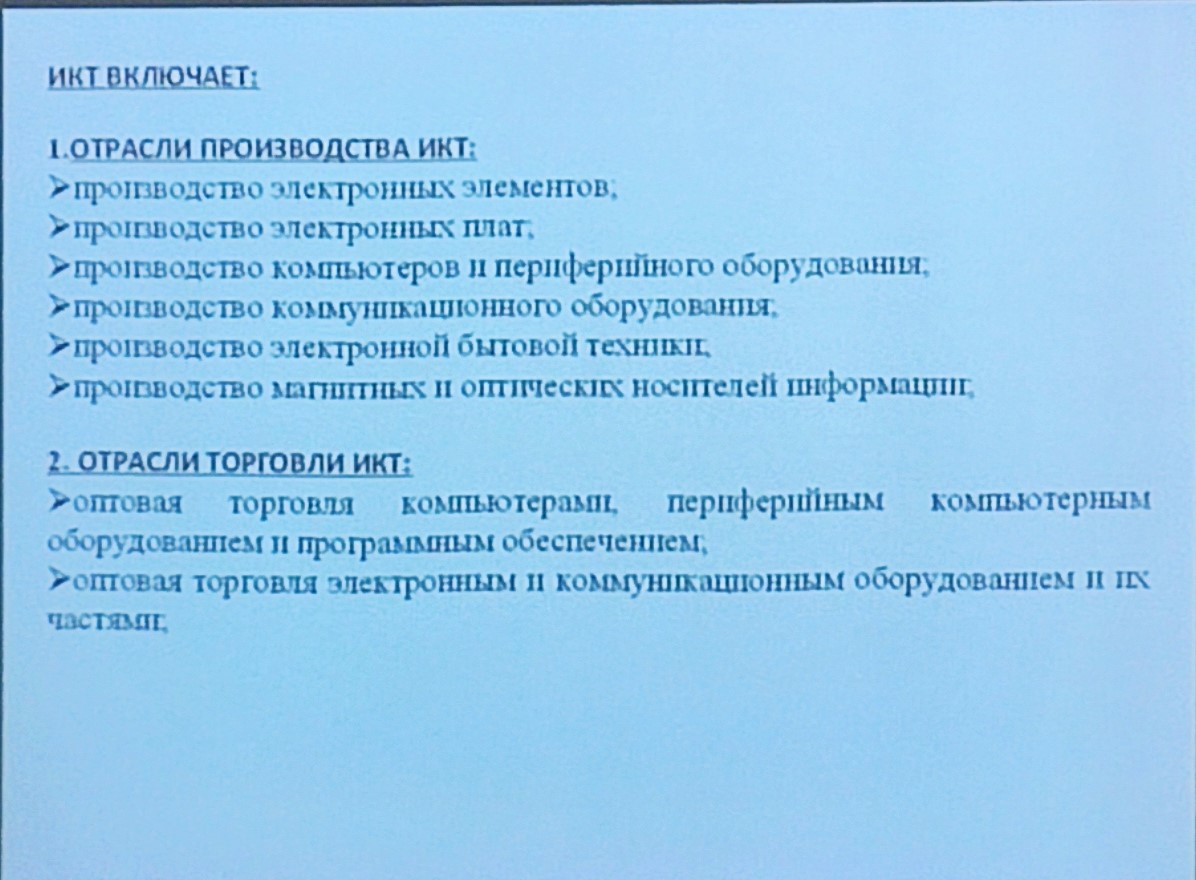 ИКТ ВКЛЮЧАЕТ:
1.ОТРАСЛИ ПРОИЗВОДСТВА ИКТ:
➢производство электронных элементов;
➢производство электронных плат;
➢производство компьютеров и периферийного оборудования;
➢производство коммуникационного оборудования;
➢производство электронной бытовой техники;
➢производство магнитных и оптических носителей информации;
2. ОТРАСЛИ ТОРГОВЛИ ИКТ:
➢оптовая торговля компьютерами, периферийным компьютерным
оборудованием и программным обеспечением;
➢оптовая торговля электронным и коммуникационным оборудованием и их
частями;